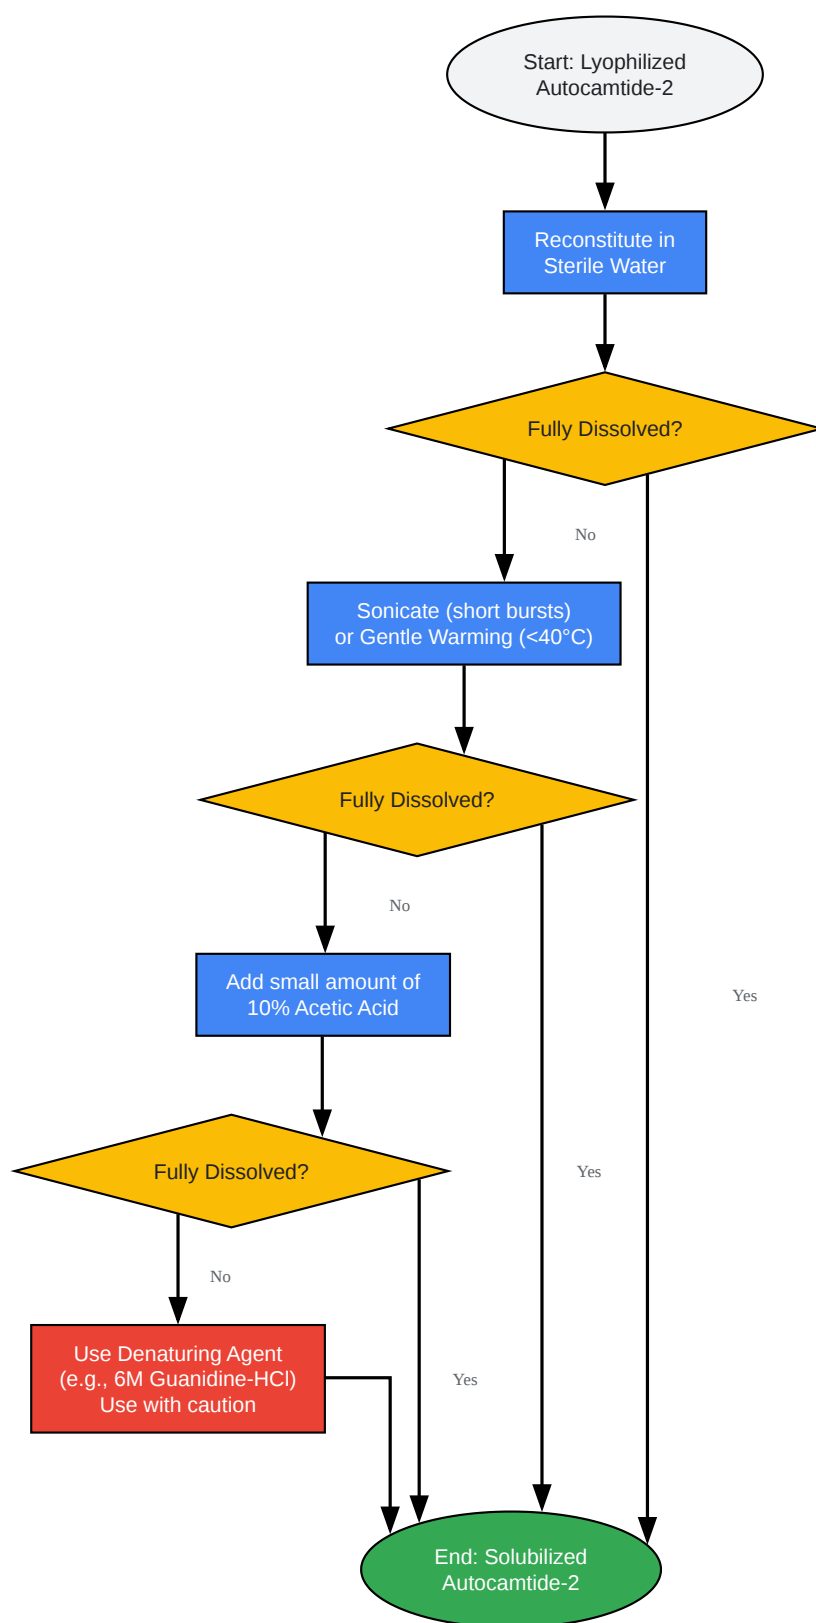 Start: Lyophilized
Autocamtide-2
Reconstitute in
Sterile Water
Fully Dissolved?
No
Sonicate (short bursts)
or Gentle Warming (<40°C)
Fully Dissolved?
No
Add small amount of
10% Acetic Acid
Yes
Fully Dissolved?
Yes
No
Use Denaturing Agent
(e.g., 6M Guanidine-HCl)
Use with caution
Yes
End: Solubilized
Autocamtide-2